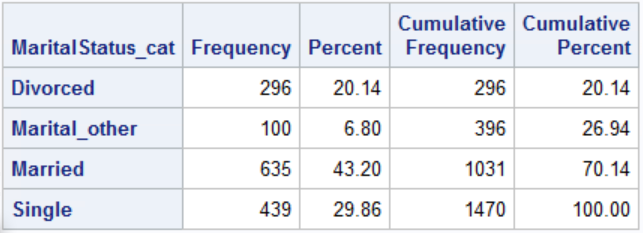 MaritalStatus_cat Frequency Percent Cumulative Frequency Cumulative Percent
Divorced 296 20.14 296 20.14
Marital_other 100 6.80 396 26.94
Married 635 43.20 1031 70.14
Single 439 29.86 1470 100.00